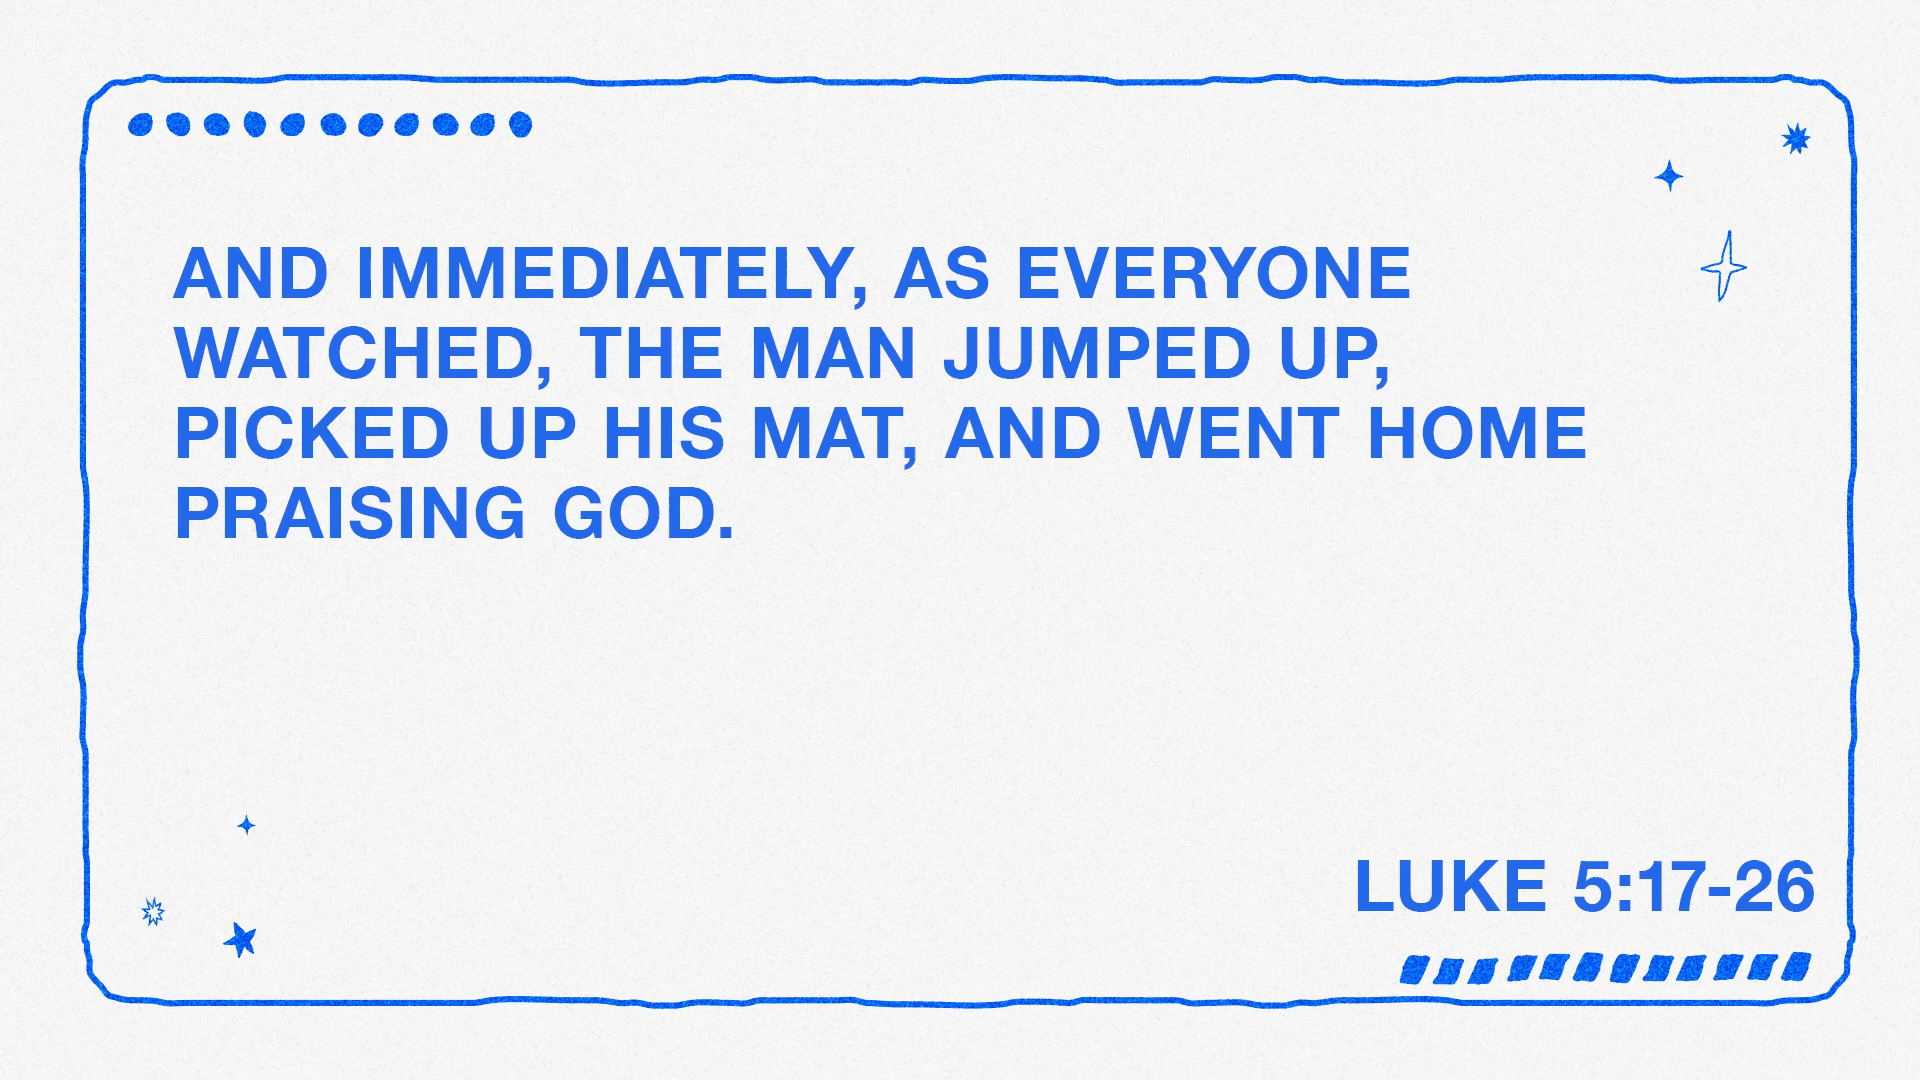 AND IMMEDIATELY, AS EVERYONE
WATCHED, THE MAN JUMPED UP,
PICKED UP HIS MAT, AND WENT HOME
PRAISING GOD.
LUKE 5:17-26